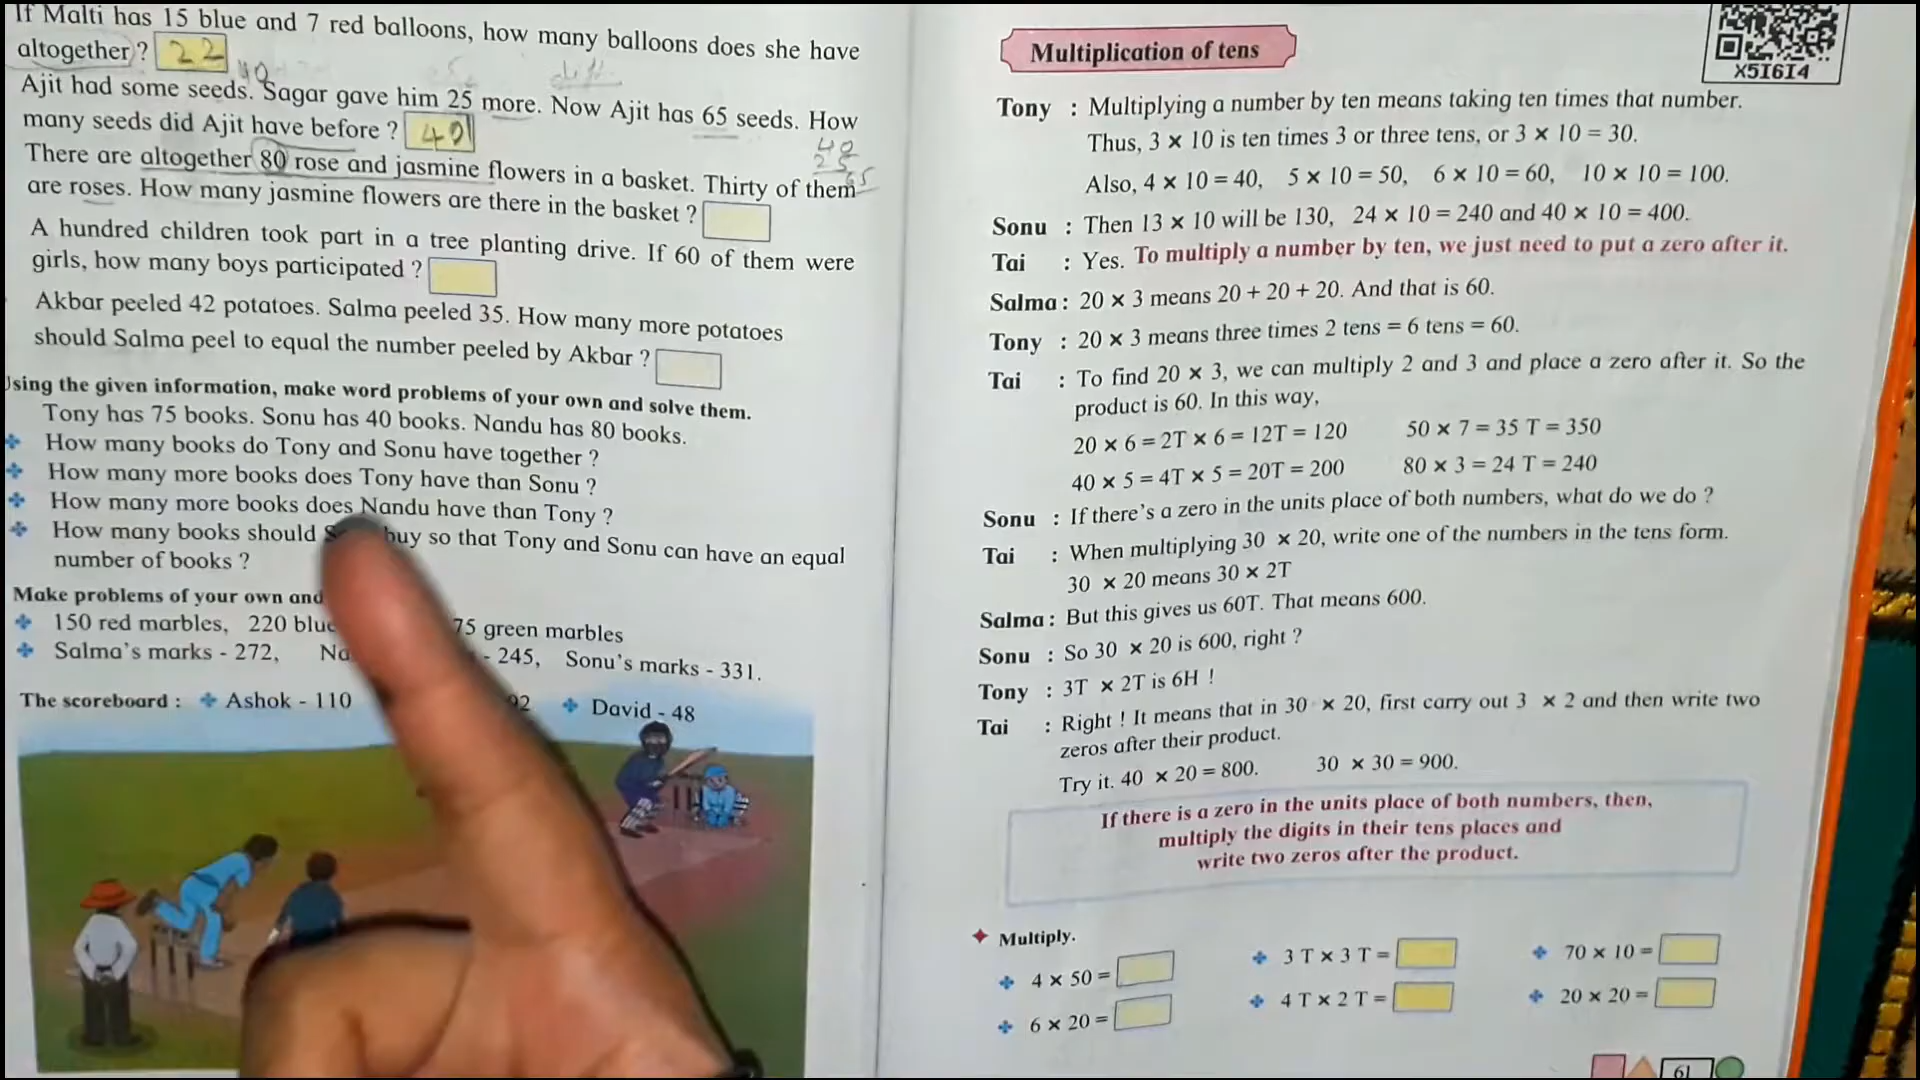 If Malti has 15 blue and 7 red balloons, how many balloons does she have
altogether ? 22
40
Ajit had some seeds. Sagar gave him 25 more. Now Ajit has 65 seeds. How
many seeds did Ajit have before ? 40
40
25
65
There are altogether 80 rose and jasmine flowers in a basket. Thirty of them
are roses. How many jasmine flowers are there in the basket ?
A hundred children took part in a tree planting drive. If 60 of them were
girls, how many boys participated ?
Akbar peeled 42 potatoes. Salma peeled 35. How many more potatoes
should Salma peel to equal the number peeled by Akbar ?
Using the given information, make word problems of your own and solve them.
Tony has 75 books. Sonu has 40 books. Nandu has 80 books.
How many books do Tony and Sonu have together ?
How many more books does Tony have than Sonu ?
How many more books does Nandu have than Tony ?
How many books should buy so that Tony and Sonu can have an equal
number of books ?
Make problems of your own and
150 red marbles, 220 blue 75 green marbles
Salma's marks - 272, - 245, Sonu's marks - 331.
The scoreboard : Ashok - 110 92 David - 48
Multiplication of tens
X5I6I4
Tony : Multiplying a number by ten means taking ten times that number.
Thus, 3 × 10 is ten times 3 or three tens, or 3 × 10 = 30.
Also, 4 × 10 = 40, 5 × 10 = 50, 6 × 10 = 60, 10 × 10 = 100.
Sonu : Then 13 × 10 will be 130, 24 × 10 = 240 and 40 × 10 = 400.
Tai : Yes. To multiply a number by ten, we just need to put a zero after it.
Salma : 20 × 3 means 20 + 20 + 20. And that is 60.
Tony : 20 × 3 means three times 2 tens = 6 tens = 60.
Tai : To find 20 × 3, we can multiply 2 and 3 and place a zero after it. So the
product is 60. In this way,
20 × 6 = 2T × 6 = 12T = 120 50 × 7 = 35 T = 350
40 × 5 = 4T × 5 = 20T = 200 80 × 3 = 24 T = 240
Sonu : If there's a zero in the units place of both numbers, what do we do ?
Tai : When multiplying 30 × 20, write one of the numbers in the tens form.
30 × 20 means 30 × 2T
Salma : But this gives us 60T. That means 600.
Sonu : So 30 × 20 is 600, right ?
Tony : 3T × 2T is 6H !
Tai : Right ! It means that in 30 × 20, first carry out 3 × 2 and then write two
zeros after their product.
Try it. 40 × 20 = 800. 30 × 30 = 900.
If there is a zero in the units place of both numbers, then,
multiply the digits in their tens places and
write two zeros after the product.
Multiply.
4 × 50 = 3 T × 3 T = 70 × 10 =
6 × 20 = 4 T × 2 T = 20 × 20 =
61